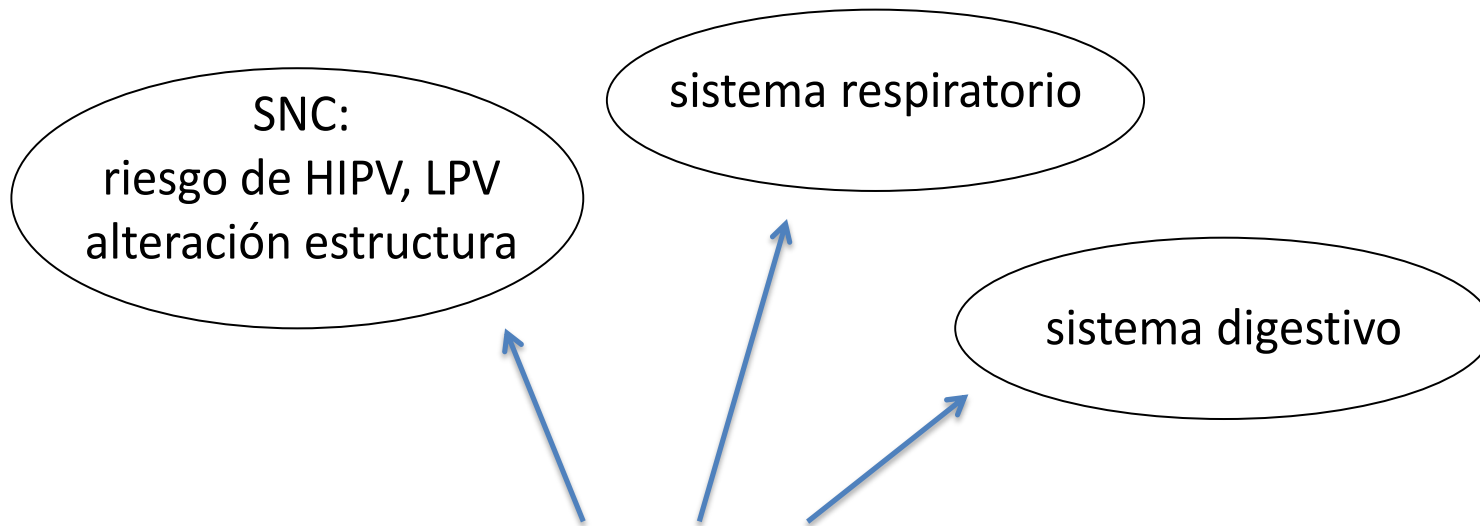 SNC:
riesgo de HIPV, LPV
alteración estructura
sistema respiratorio
sistema digestivo